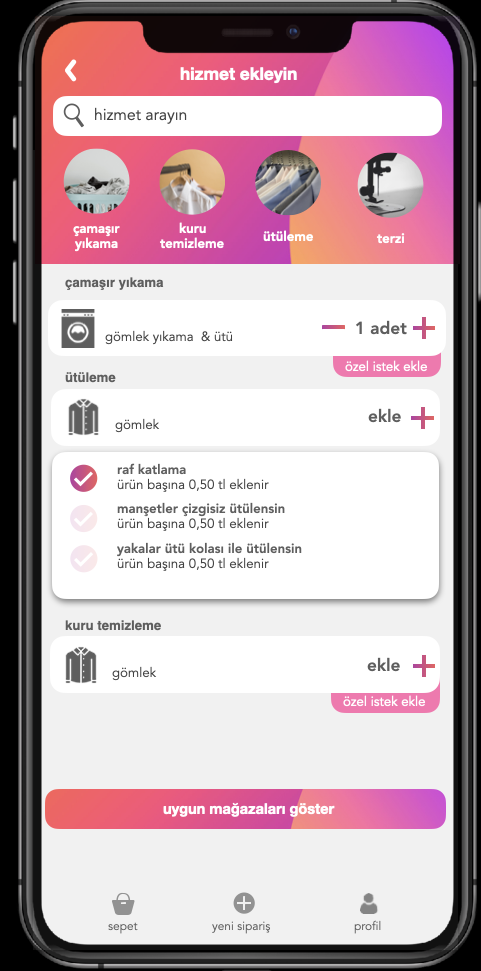 hizmet ekleyin
hizmet arayın
çamaşır
yıkama
kuru
temizleme
ütüleme
terzi
çamaşır yıkama
gömlek yıkama & ütü
1 adet
özel istek ekle
ütüleme
gömlek
ekle
raf katlama
ürün başına 0,50 tl eklenir
manşetler çizgisiz ütülensin
ürün başına 0,50 tl eklenir
yakalar ütü kolası ile ütülensin
ürün başına 0,50 tl eklenir
kuru temizleme
gömlek
ekle
özel istek ekle
uygun mağazaları göster
sepet
yeni sipariş
profil